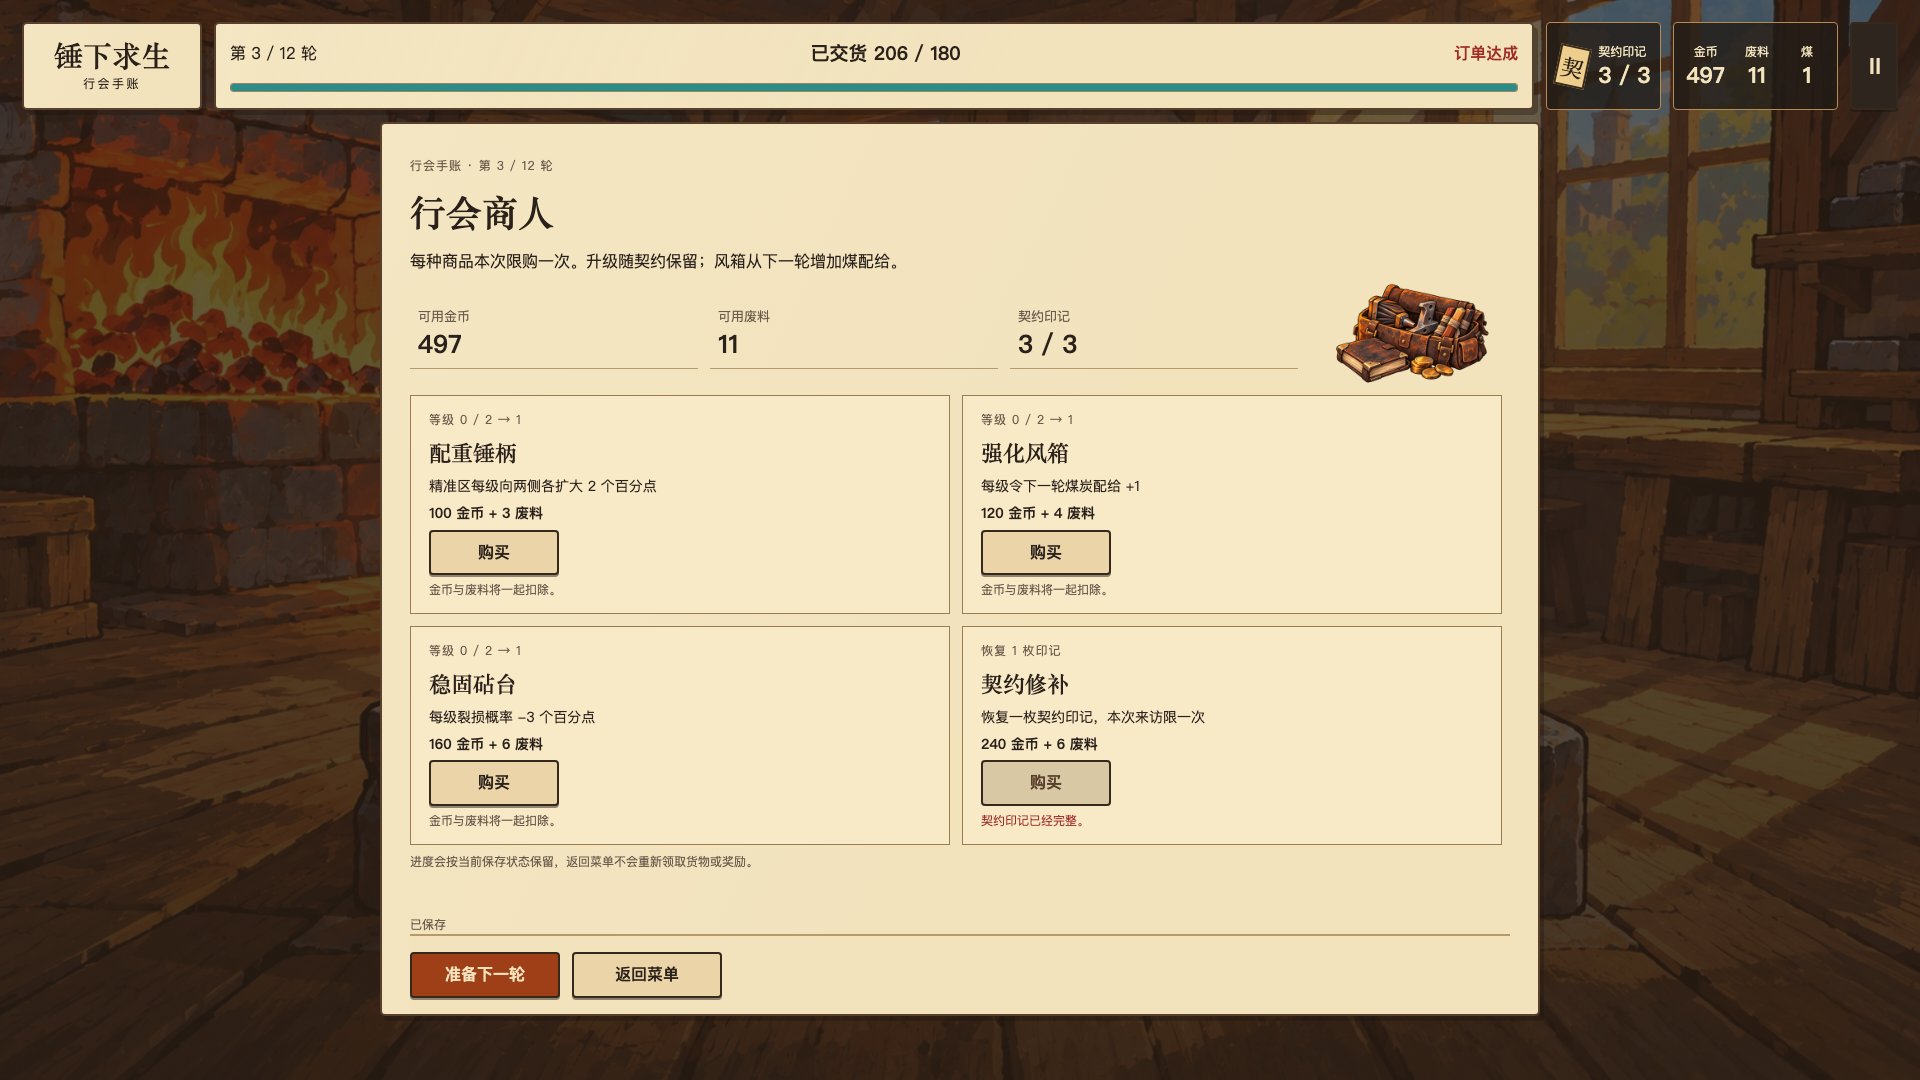 锤下求生
行会手账
第 3 / 12 轮
已交货 206 / 180
订单达成
契
契约印记
3 / 3
金币
497
废料
11
煤
1
行会手账 · 第 3 / 12 轮
行会商人
每种商品本次限购一次。升级随契约保留；风箱从下一轮增加煤配给。
可用金币
497
可用废料
11
契约印记
3 / 3
等级 0 / 2 → 1
配重锤柄
精准区每级向两侧各扩大 2 个百分点
100 金币 + 3 废料
购买
金币与废料将一起扣除。
等级 0 / 2 → 1
强化风箱
每级令下一轮煤炭配给 +1
120 金币 + 4 废料
购买
金币与废料将一起扣除。
等级 0 / 2 → 1
稳固砧台
每级裂损概率 −3 个百分点
160 金币 + 6 废料
购买
金币与废料将一起扣除。
恢复 1 枚印记
契约修补
恢复一枚契约印记，本次来访限一次
240 金币 + 6 废料
购买
契约印记已经完整。
进度会按当前保存状态保留，返回菜单不会重新领取货物或奖励。
已保存
准备下一轮
返回菜单